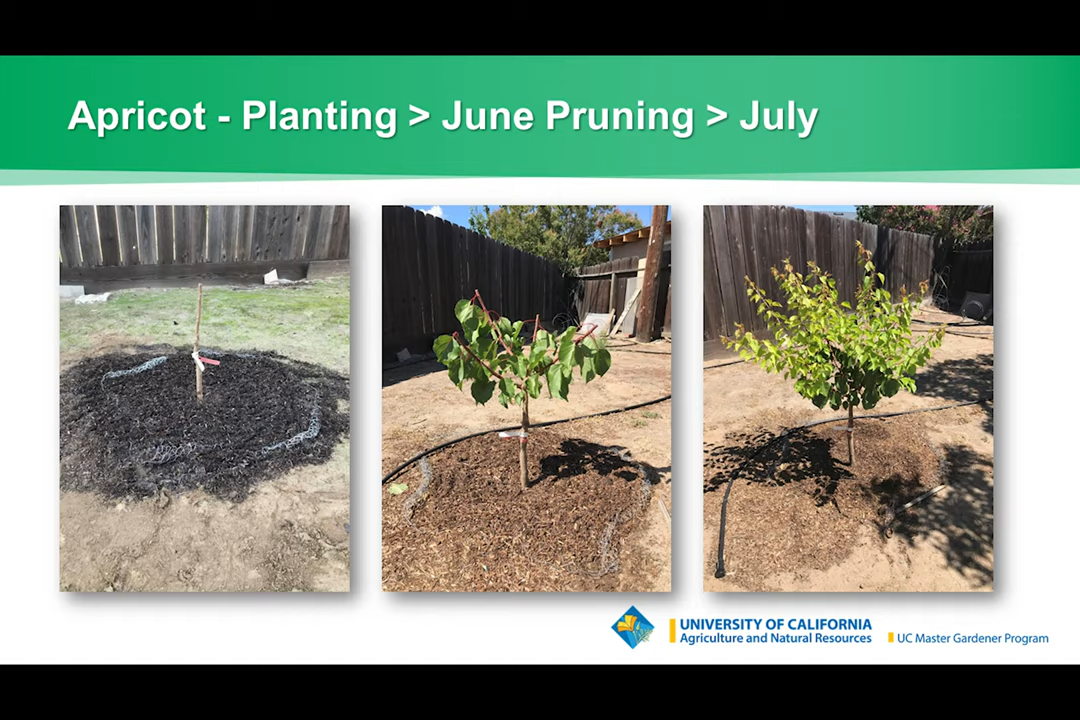 Apricot - Planting > June Pruning > July
UNIVERSITY OF CALIFORNIA
Agriculture and Natural Resources
UC Master Gardener Program